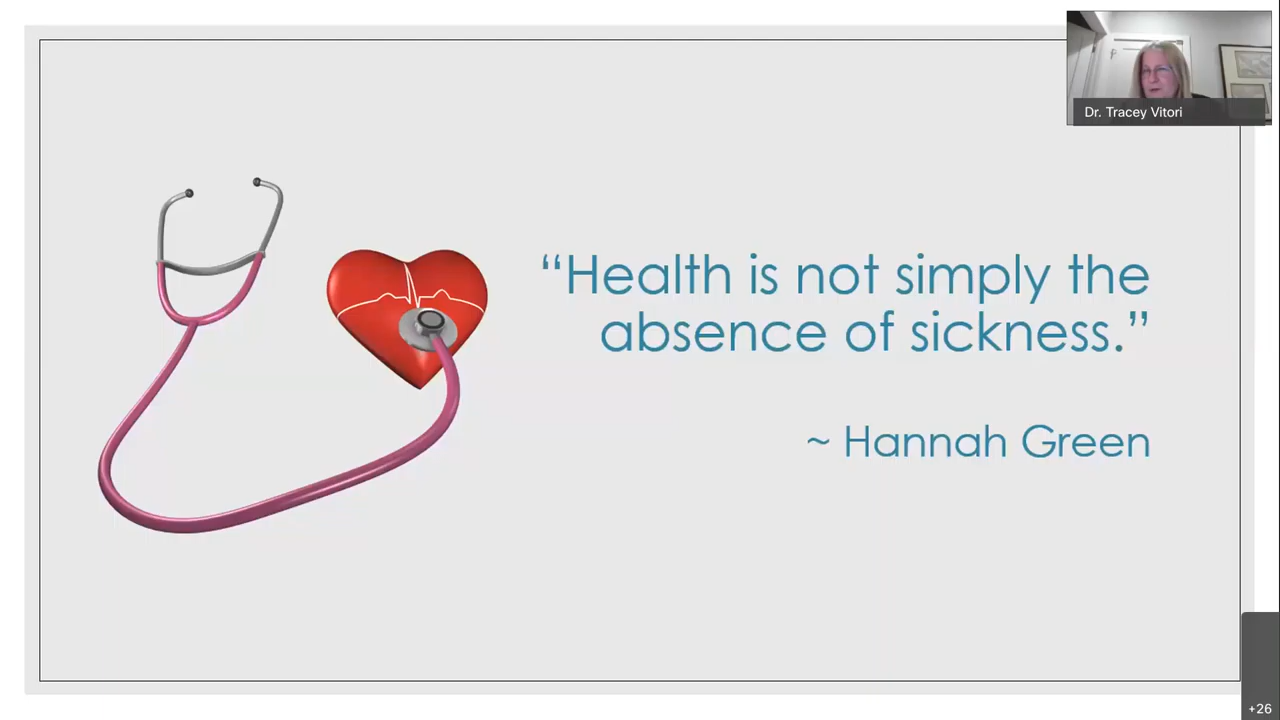 Dr. Tracey Vitori
“Health is not simply the
absence of sickness.”
~ Hannah Green
+26